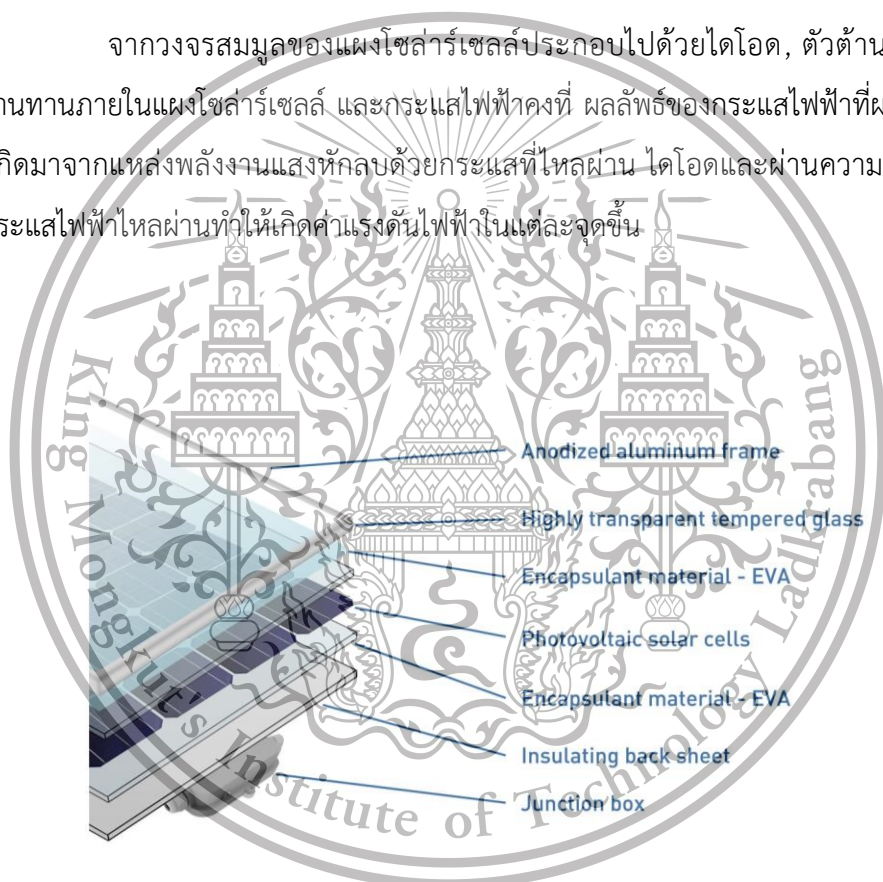 จากวงจรสมมูลของแผงโซล่าร์เซลล์ประกอบไปด้วยไดโอด, ตัวต้าน
านทานภายในแผงโซล่าร์เซลล์ และกระแสไฟฟ้าคงที่ ผลลัพธ์ของกระแสไฟฟ้าที่ผ
กิดมาจากแหล่งพลังงานแสงหักลบด้วยกระแสที่ไหลผ่าน ไดโอดและผ่านความ
ระแสไฟฟ้าไหลผ่านทำให้เกิดค่าแรงดันไฟฟ้าในแต่ละจุดขึ้น
Anodized aluminum frame
Highly transparent tempered glass
Encapsulant material - EVA
Photovoltaic solar cells
Encapsulant material - EVA
Insulating back sheet
Junction box
King Mongkut's Institute of Technology Ladkrabang